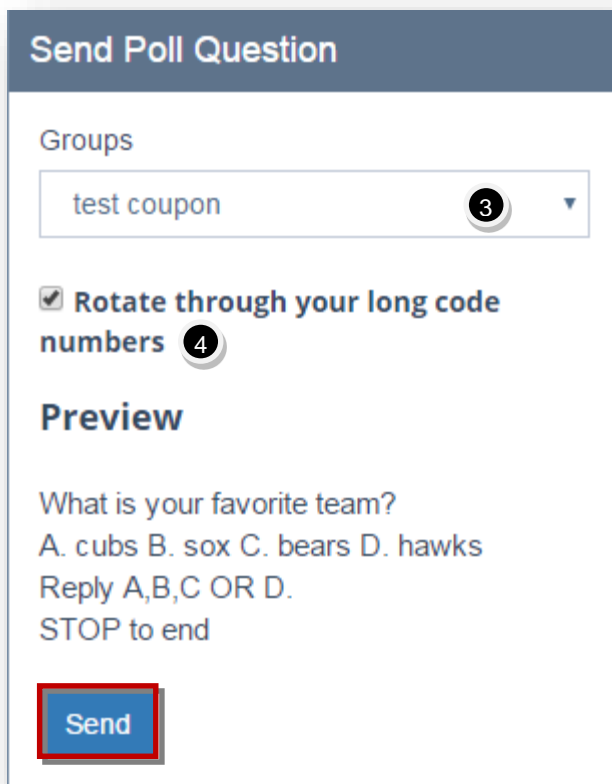 Send Poll Question
Groups
test coupon 3
Rotate through your long code
numbers 4
Preview
What is your favorite team?
A. cubs B. sox C. bears D. hawks
Reply A,B,C OR D.
STOP to end
Send